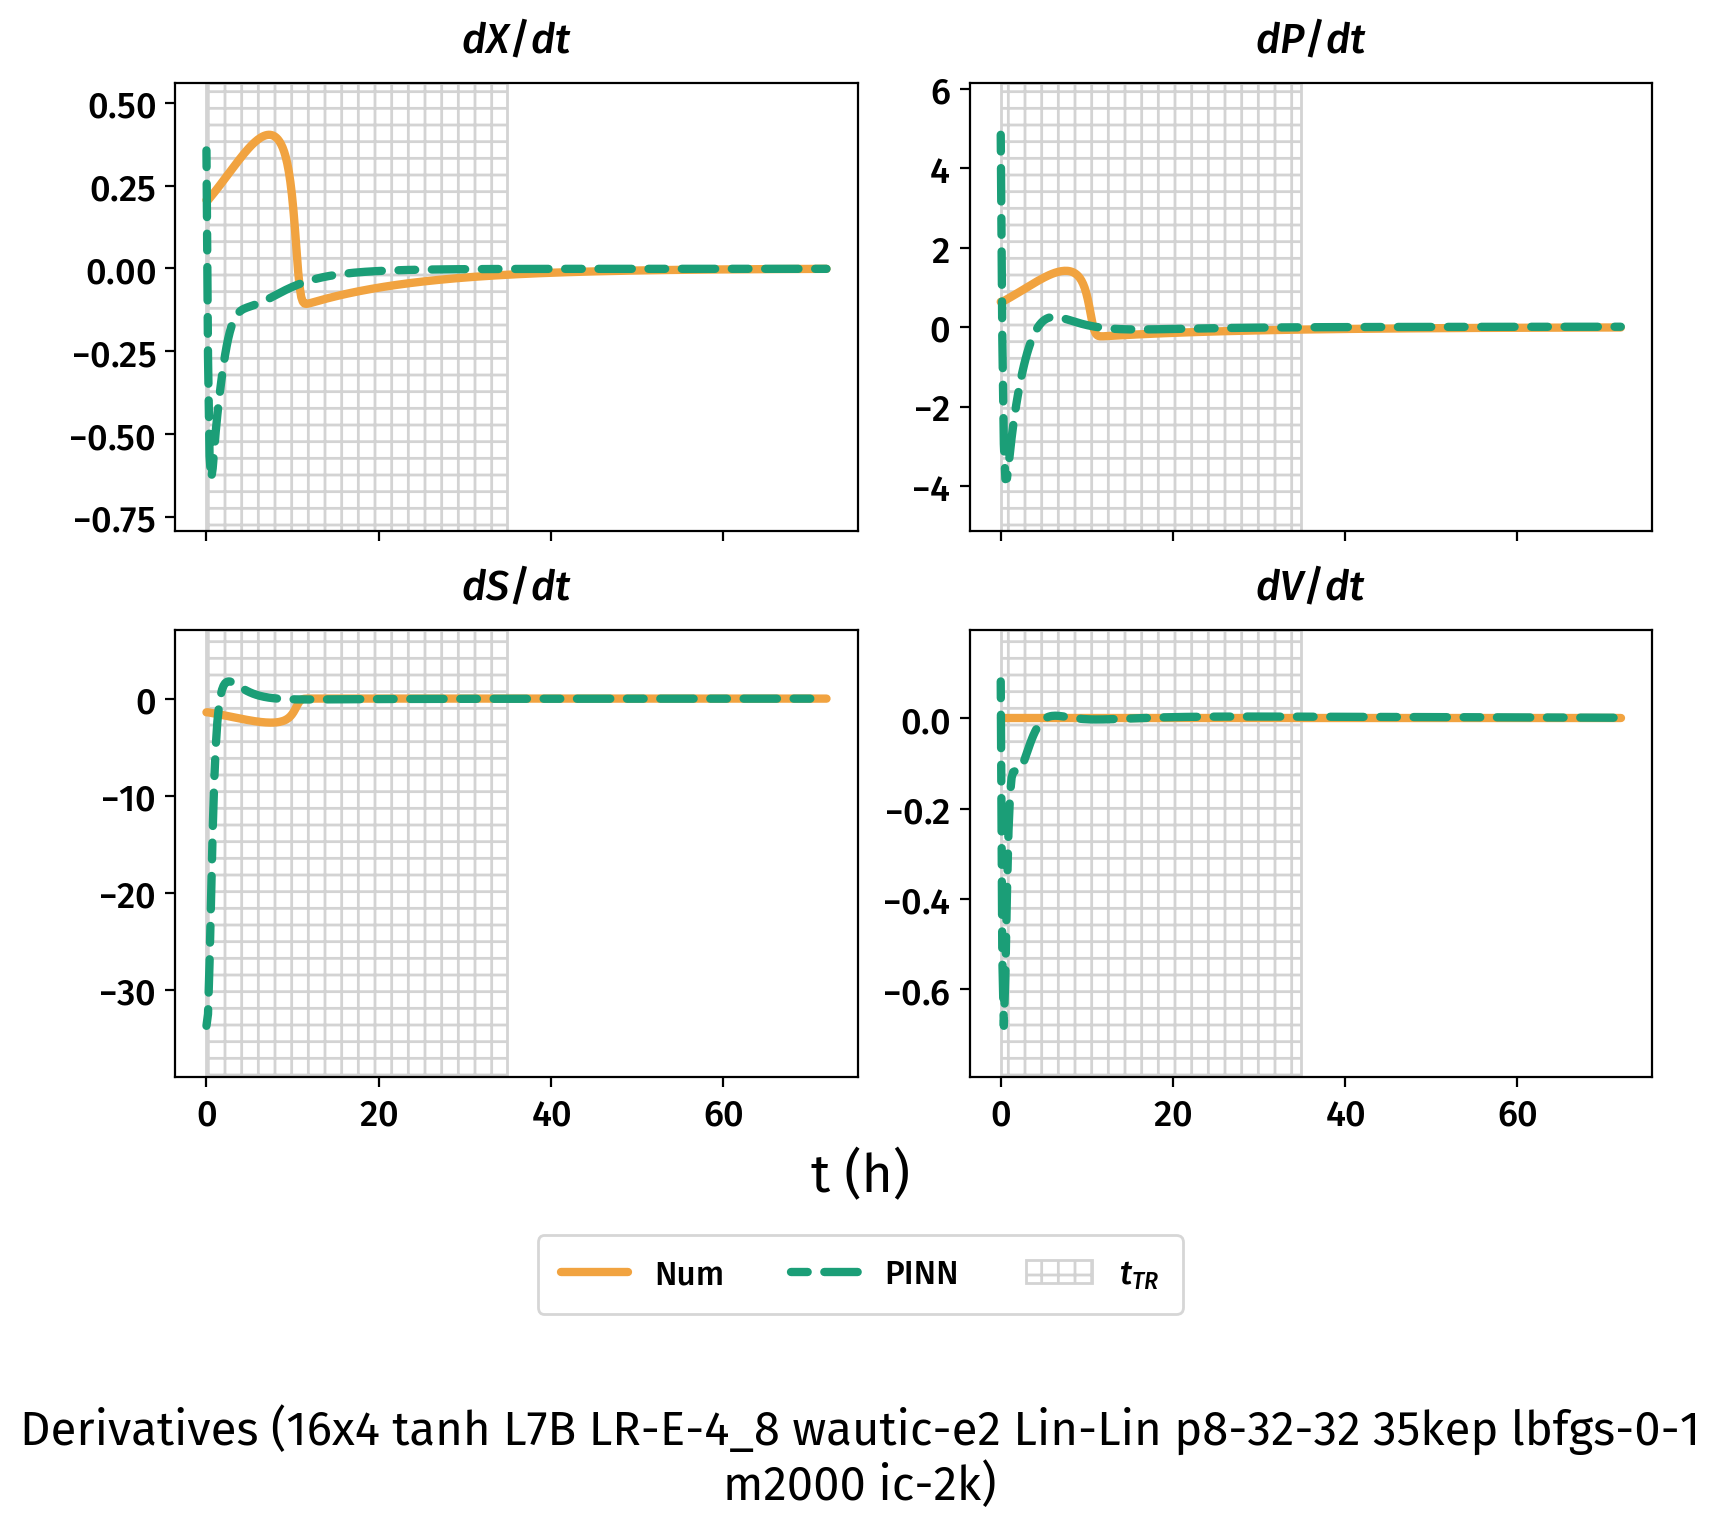 dX/dt
dP/dt
0.50
0.25
0.00
−0.25
−0.50
−0.75
6
4
2
0
−2
−4
dS/dt
dV/dt
0
−10
−20
−30
0.0
−0.2
−0.4
−0.6
0 20 40 60
0 20 40 60
t (h)
Num PINN tTR
Derivatives (16x4 tanh L7B LR-E-4_8 wautic-e2 Lin-Lin p8-32-32 35kep lbfgs-0-1
m2000 ic-2k)